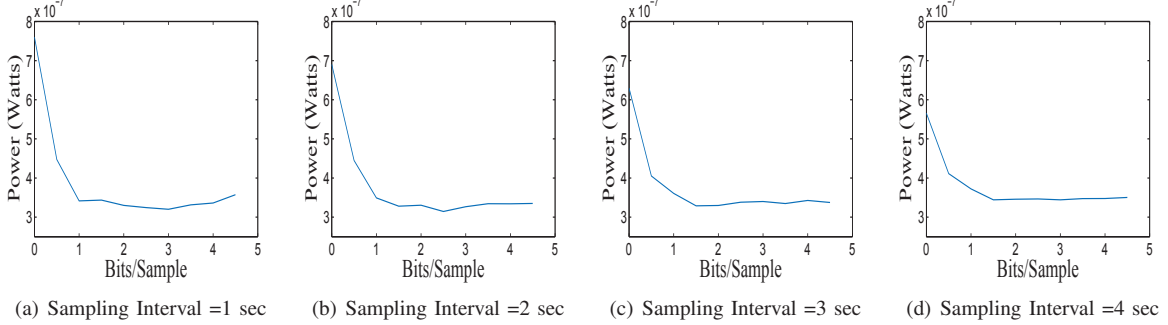 8 x 10⁻⁷
7
6
5
4
3
Power (Watts)
0 1 2 3 4 5
Bits/Sample
(a) Sampling Interval =1 sec
8 x 10⁻⁷
7
6
5
4
3
Power (Watts)
0 1 2 3 4 5
Bits/Sample
(b) Sampling Interval =2 sec
8 x 10⁻⁷
7
6
5
4
3
Power (Watts)
0 1 2 3 4 5
Bits/Sample
(c) Sampling Interval =3 sec
8 x 10⁻⁷
7
6
5
4
3
Power (Watts)
0 1 2 3 4 5
Bits/Sample
(d) Sampling Interval =4 sec